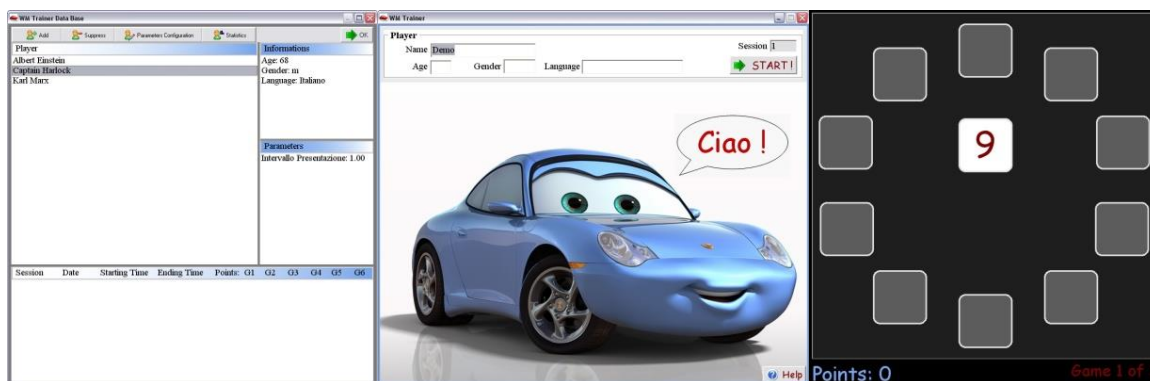 WM Trainer Data Base
Add Suppress Parameters Configuration Statistics OK
Player
Albert Einstein
Captain Harlock
Karl Marx
Informations
Age: 68
Gender: m
Language: Italiano
Parameters
Intervallo Presentazione: 1.00
Session Date Starting Time Ending Time Points: G1 G2 G3 G4 G5 G6
WM Trainer
Player
Name Demo
Session 1
Age Gender Language
START!
Ciao !
Help
9
Points: 0
Game 1 of